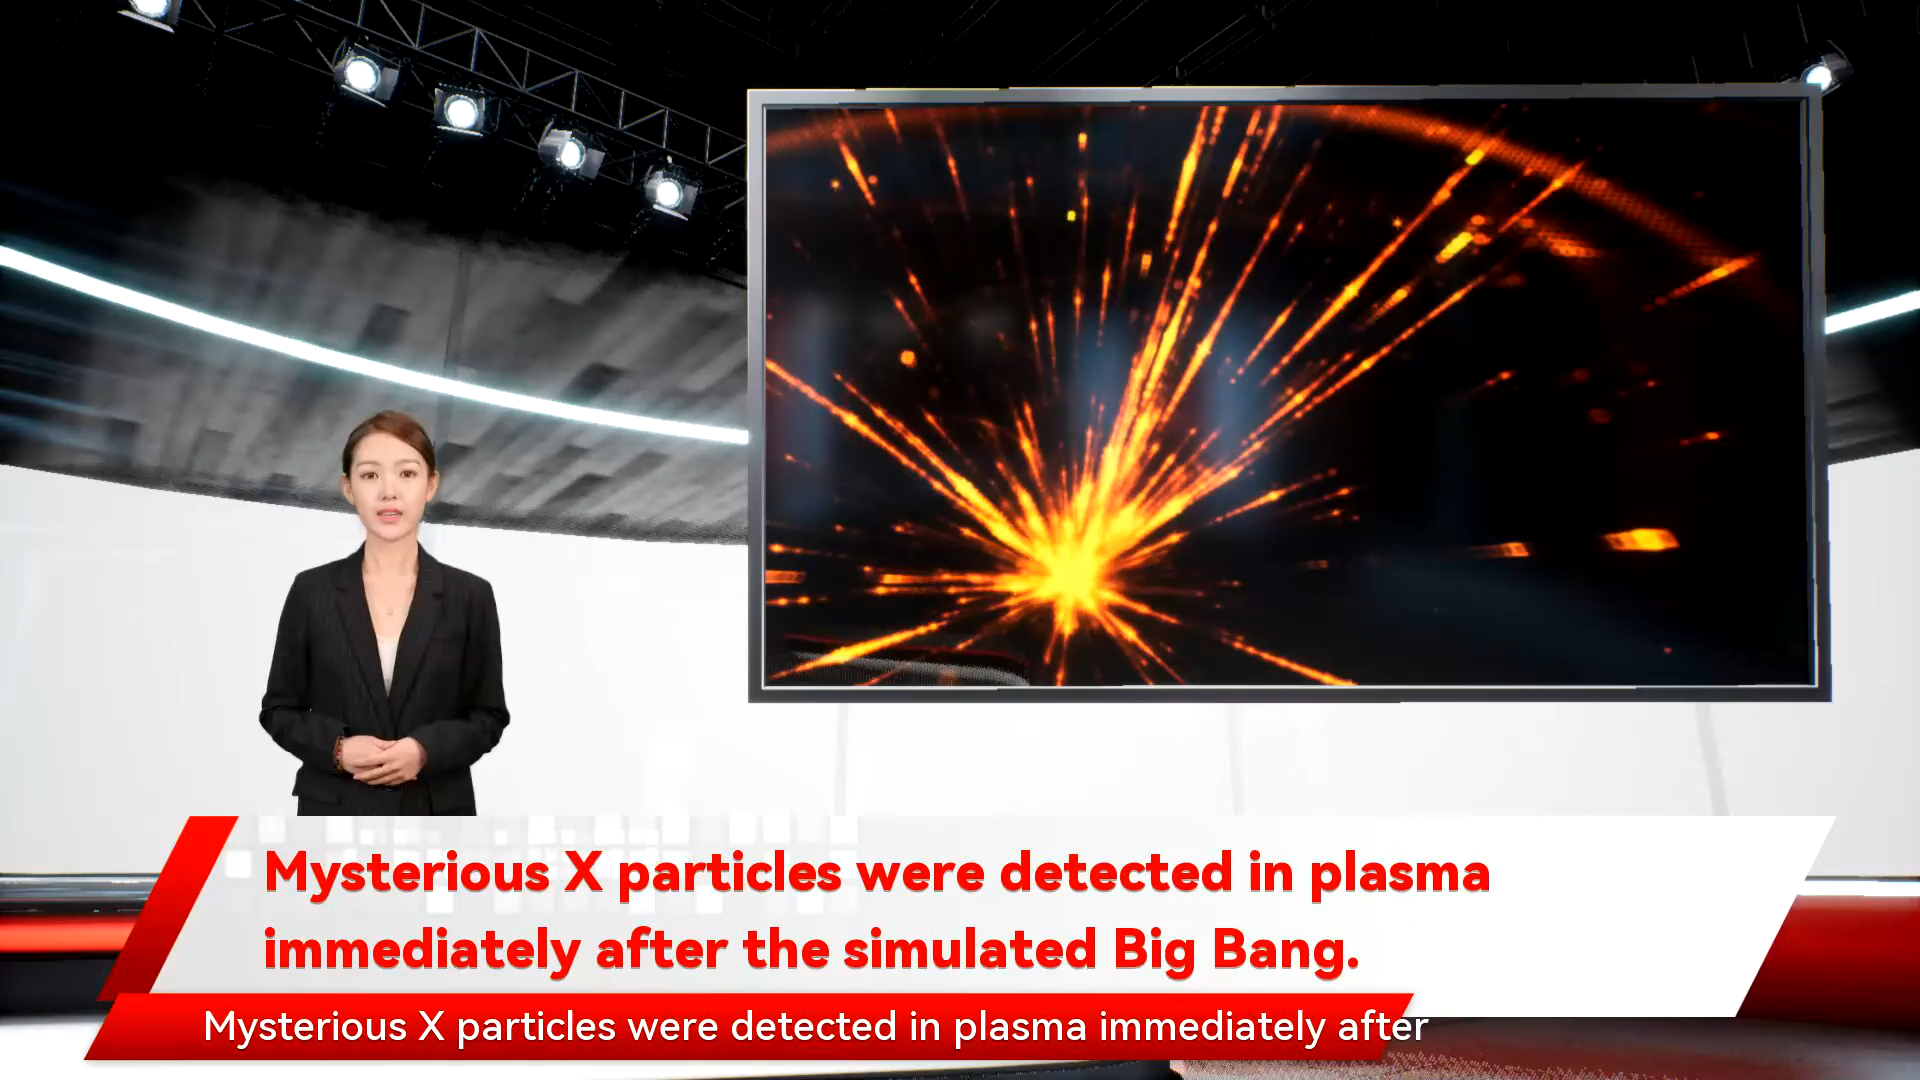 Mysterious X particles were detected in plasma
immediately after the simulated Big Bang.
Mysterious X particles were detected in plasma immediately after